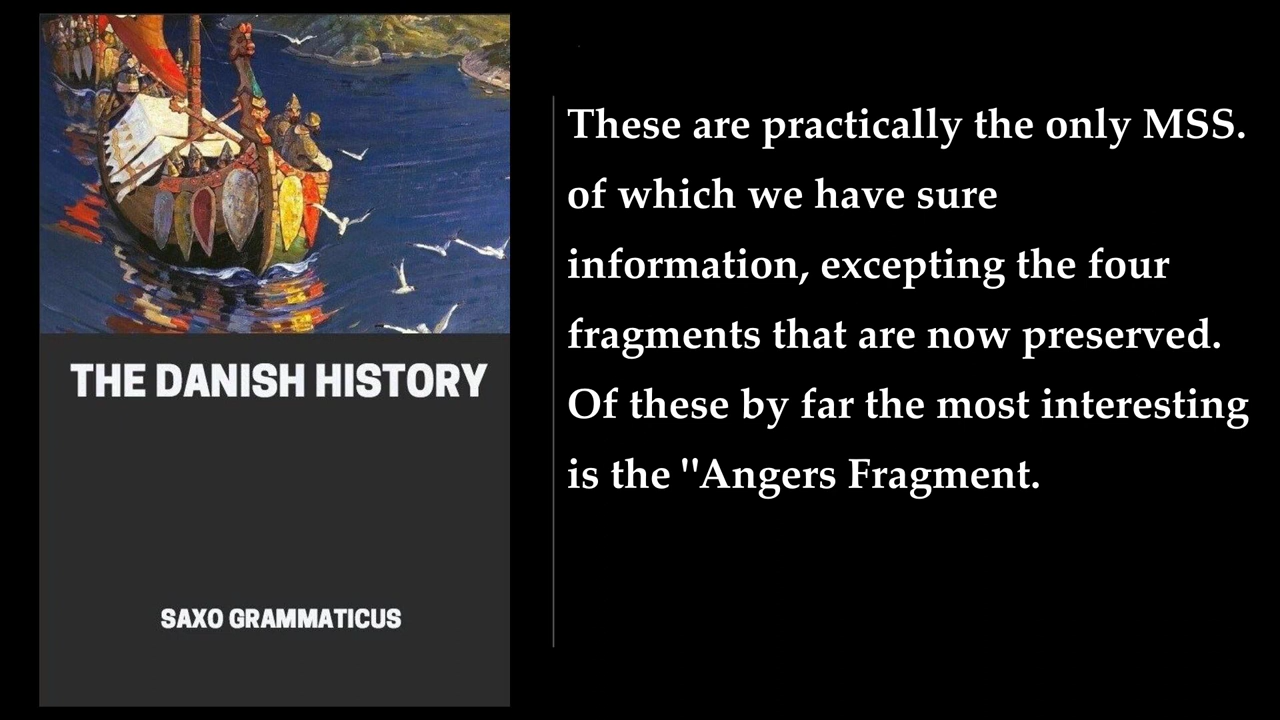 THE DANISH HISTORY
SAXO GRAMMATICUS
These are practically the only MSS.
of which we have sure
information, excepting the four
fragments that are now preserved.
Of these by far the most interesting
is the "Angers Fragment.